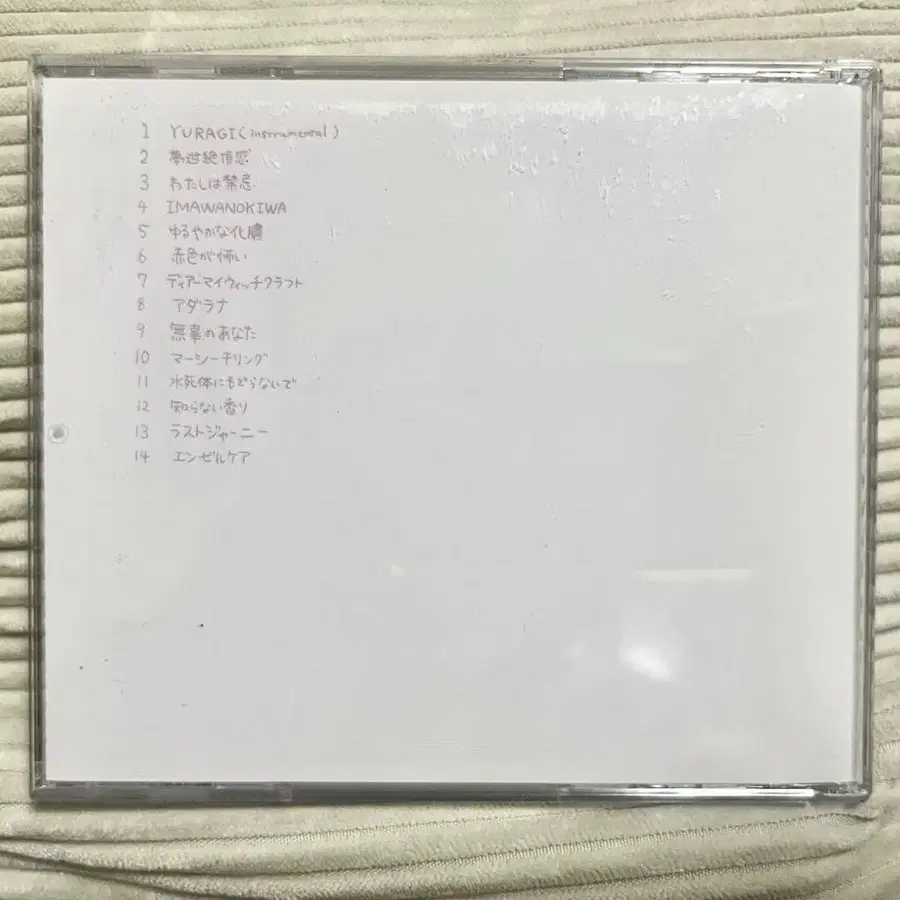 1 YURAGI(instrumental)
2 夢遊絶頂感
3 わたしは禁忌
4 IMAWANOKIWA
5 ゆるやかな化膿
6 赤色が怖い
7 ディアーマイウィッチクラフト
8 アダラナ
9 無辜のあなた
10 マーシーキリング
11 水死体にもどらないで
12 知らない香り
13 ラストジャーニー
14 エンゼルケア